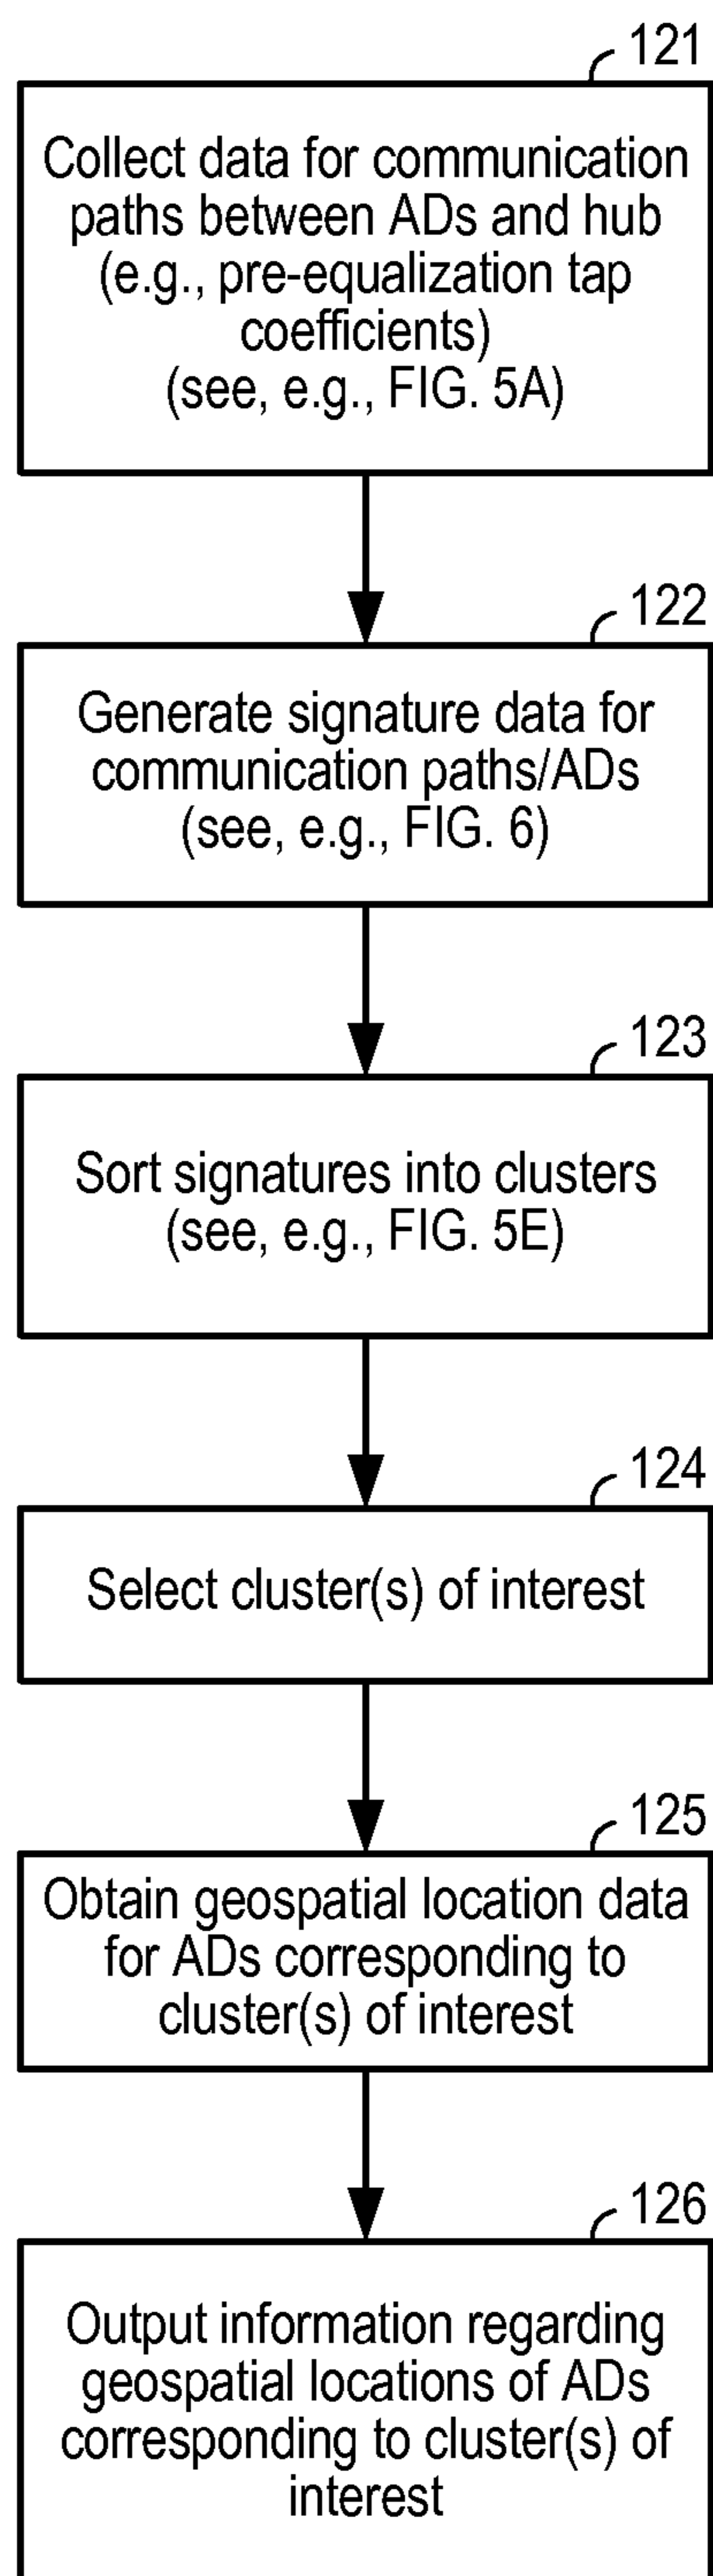 121
Collect data for communication
paths between ADs and hub
(e.g., pre-equalization tap
coefficients)
(see, e.g., FIG. 5A)
122
Generate signature data for
communication paths/ADs
(see, e.g., FIG. 6)
123
Sort signatures into clusters
(see, e.g., FIG. 5E)
124
Select cluster(s) of interest
125
Obtain geospatial location data
for ADs corresponding to
cluster(s) of interest
126
Output information regarding
geospatial locations of ADs
corresponding to cluster(s) of
interest